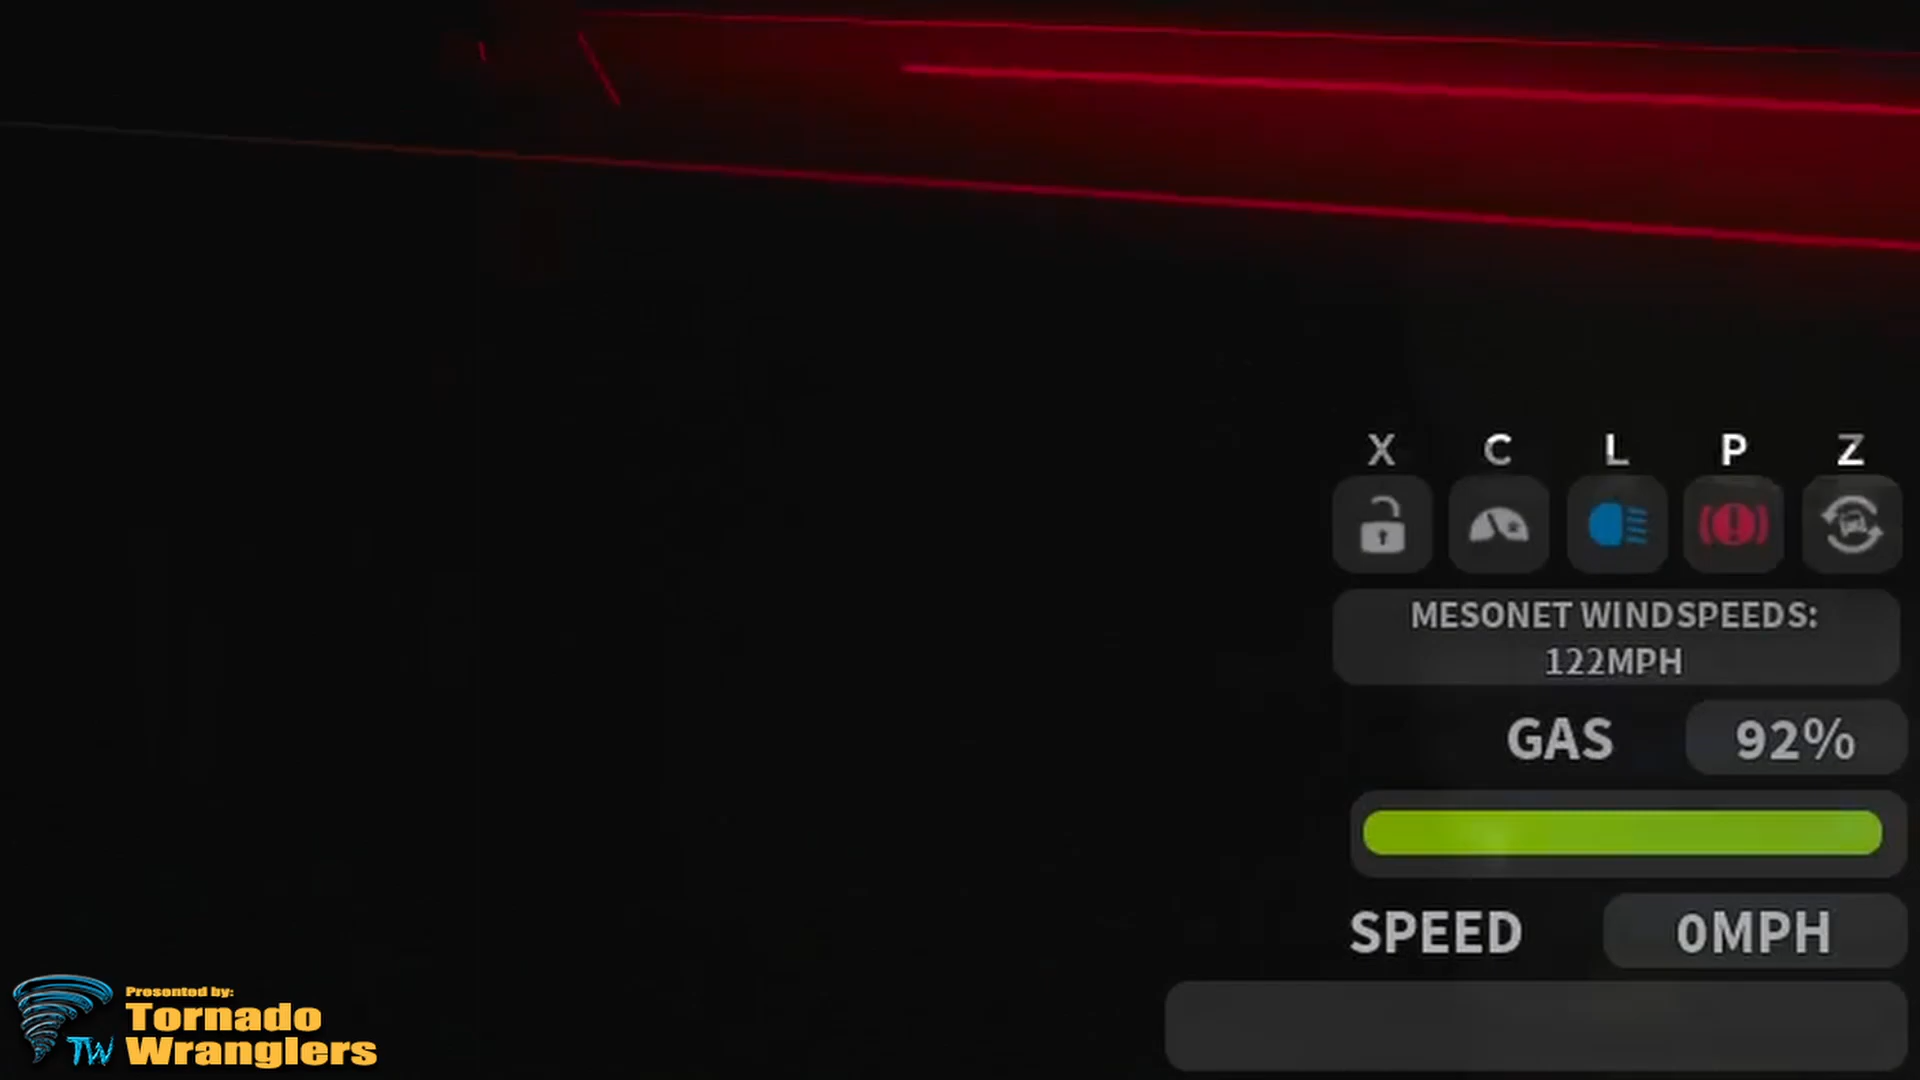 X C L P Z
MESONET WINDSPEEDS:
122MPH
GAS 92%
SPEED 0MPH
Presented by:
Tornado
TW Wranglers